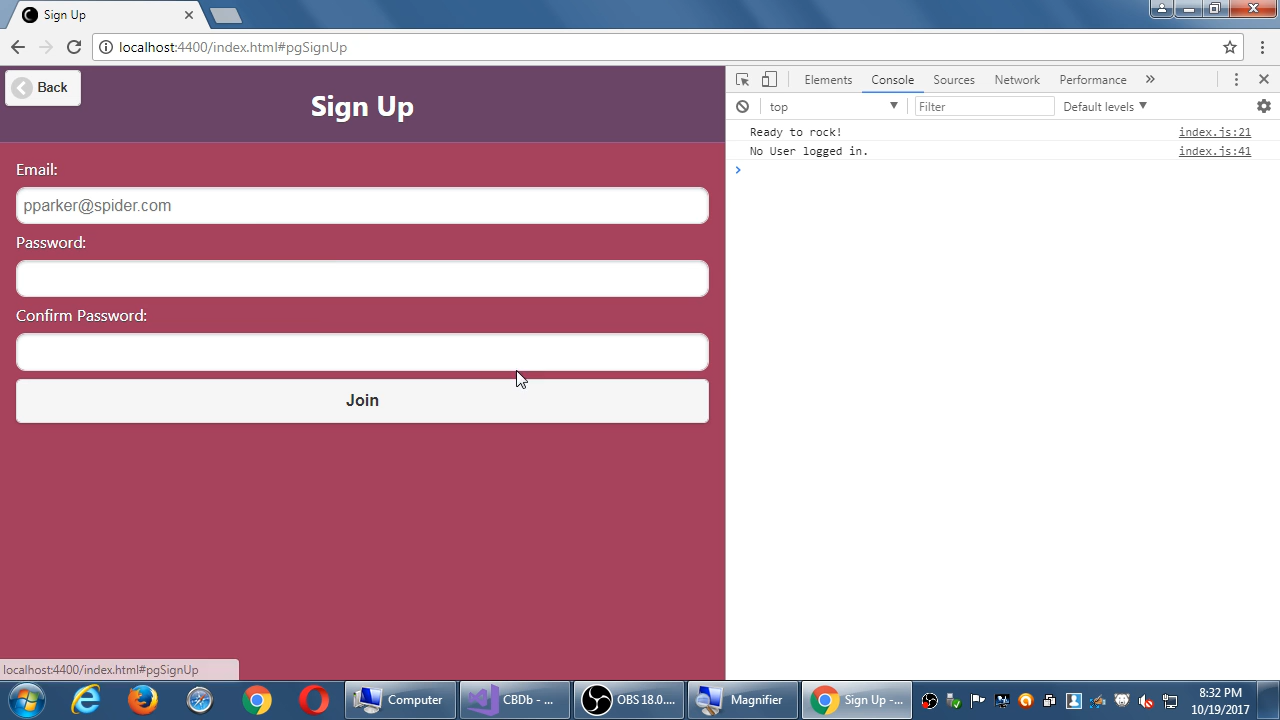 Sign Up
localhost:4400/index.html#pgSignUp
Back
Sign Up
Email:
pparker@spider.com
Password:
Confirm Password:
Join
localhost:4400/index.html#pgSignUp
Elements Console Sources Network Performance »
top Filter Default levels
Ready to rock! index.js:21
No User logged in. index.js:41
Computer CBDb - ... OBS 18.0.... Magnifier Sign Up -...
8:32 PM
10/19/2017